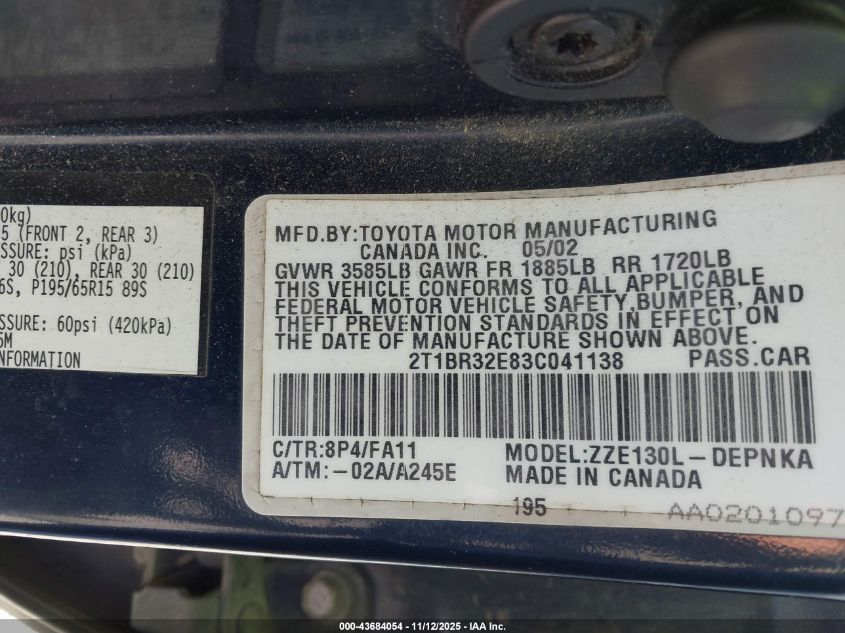 0kg)
5 (FRONT 2, REAR 3)
SSURE: psi (kPa)
30 (210), REAR 30 (210)
6S, P195/65R15 89S
SSURE: 60psi (420kPa)
5M
INFORMATION
MFD.BY:TOYOTA MOTOR MANUFACTURING
CANADA INC. 05/02
GVWR 3585LB GAWR FR 1885LB RR 1720LB
THIS VEHICLE CONFORMS TO ALL APPLICABLE
FEDERAL MOTOR VEHICLE SAFETY,BUMPER, AND
THEFT PREVENTION STANDARDS IN EFFECT ON
THE DATE OF MANUFACTURE SHOWN ABOVE.
2T1BR32E83C041138 PASS.CAR
C/TR:8P4/FA11 MODEL:ZZE130L-DEPNKA
A/TM:-02A/A245E MADE IN CANADA
195 AA0201097
000-43684054 - 11/12/2025 - IAA Inc.